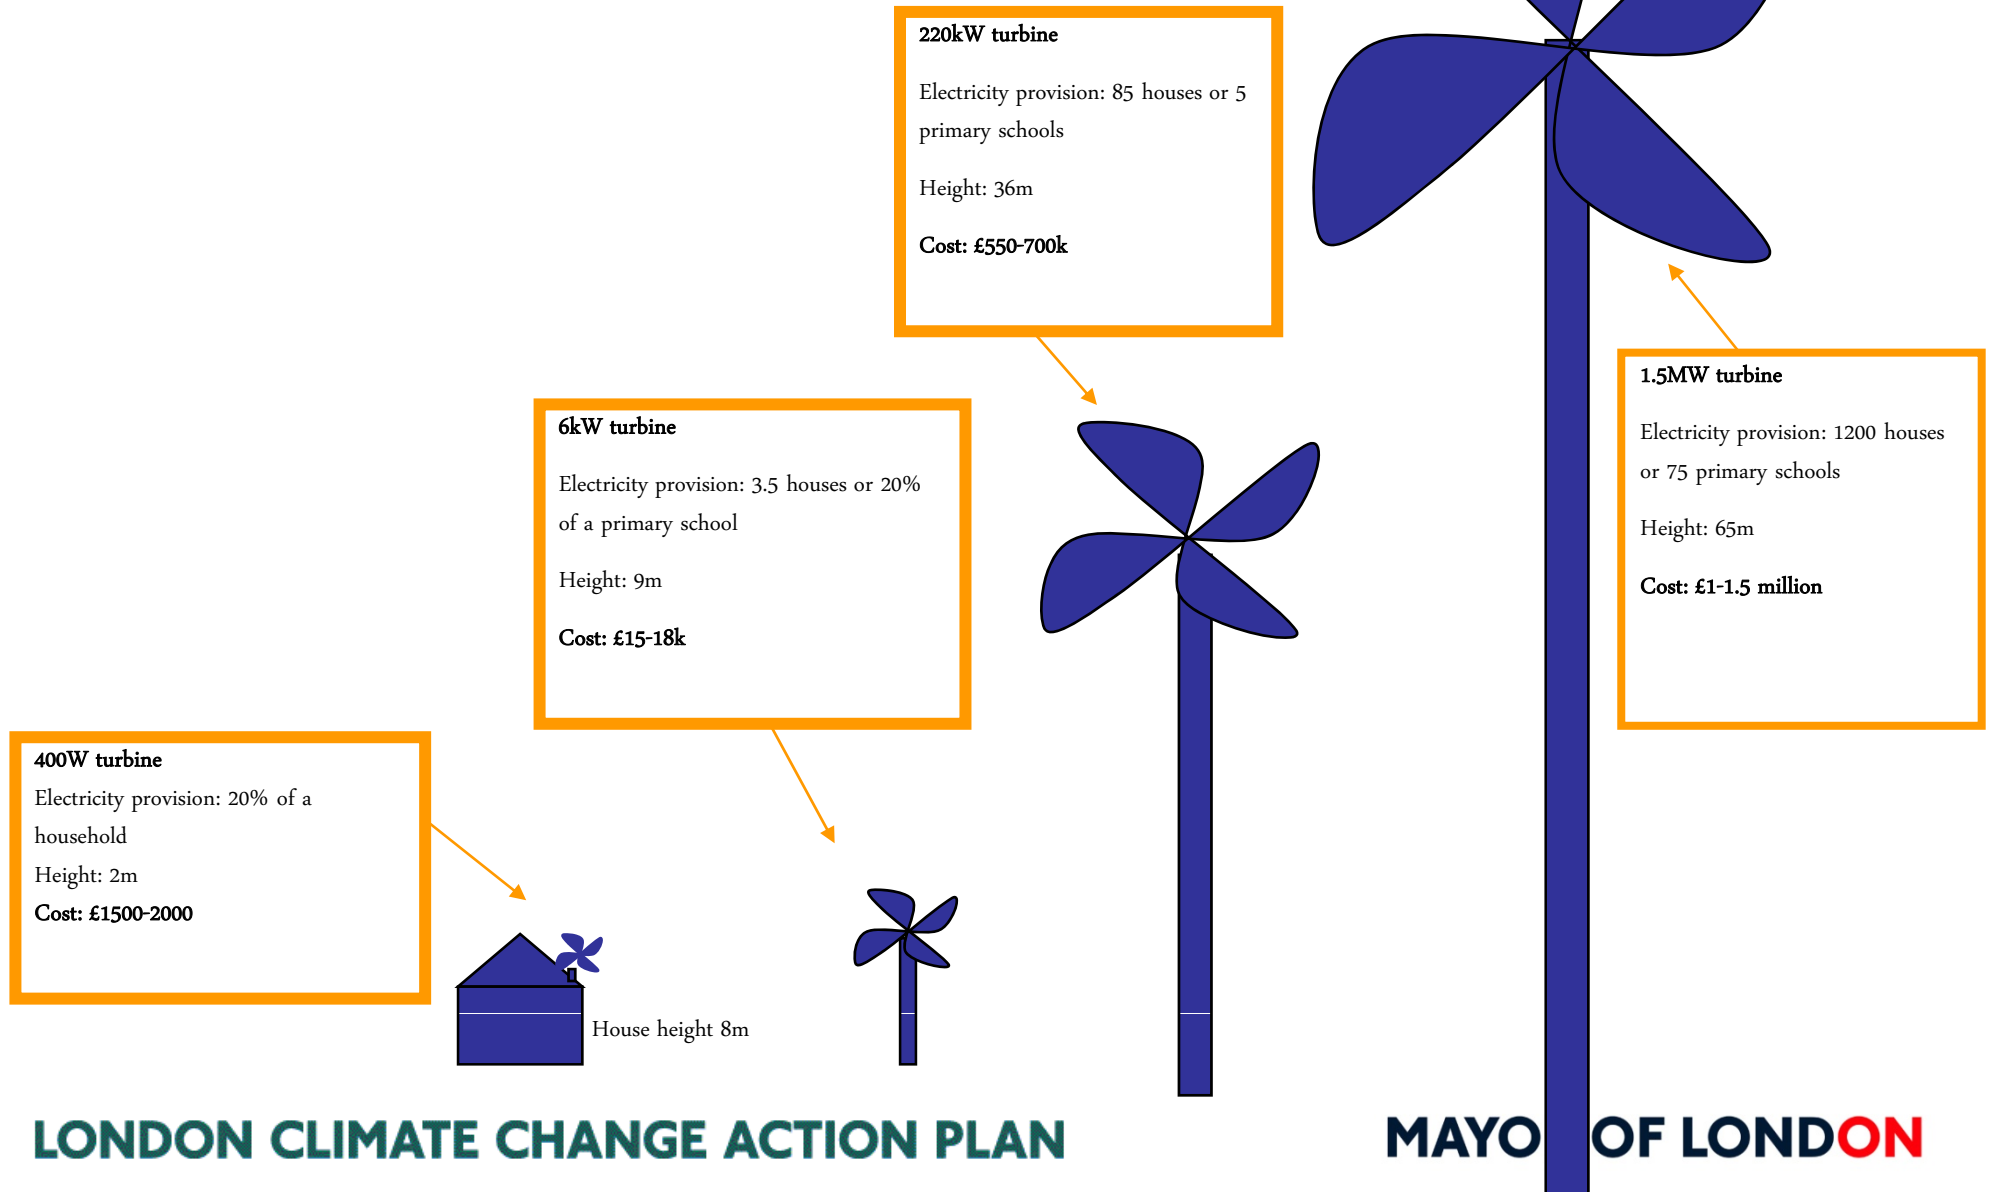 220kW turbine
Electricity provision: 85 houses or 5
primary schools
Height: 36m
Cost: £550-700k
1.5MW turbine
Electricity provision: 1200 houses
or 75 primary schools
Height: 65m
Cost: £1-1.5 million
6kW turbine
Electricity provision: 3.5 houses or 20%
of a primary school
Height: 9m
Cost: £15-18k
400W turbine
Electricity provision: 20% of a
household
Height: 2m
Cost: £1500-2000
House height 8m
LONDON CLIMATE CHANGE ACTION PLAN
MAYO OF LONDON